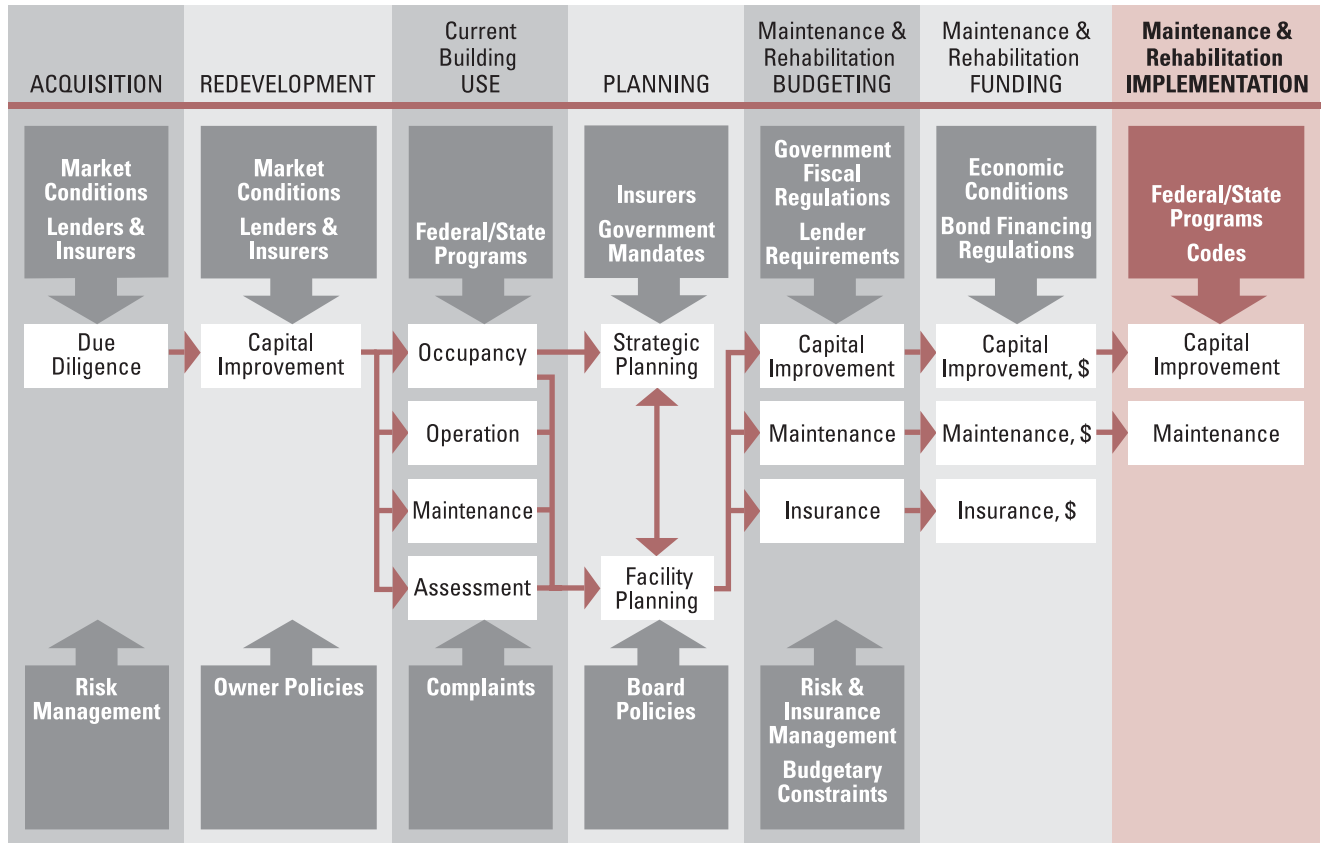 ACQUISITION
REDEVELOPMENT
Current
Building
USE
PLANNING
Maintenance &
Rehabilitation
BUDGETING
Maintenance &
Rehabilitation
FUNDING
Maintenance &
Rehabilitation
IMPLEMENTATION
Market
Conditions
Lenders &
Insurers
Market
Conditions
Lenders &
Insurers
Federal/State
Programs
Insurers
Government
Mandates
Government
Fiscal
Regulations
Lender
Requirements
Economic
Conditions
Bond Financing
Regulations
Federal/State
Programs
Codes
Due
Diligence
Capital
Improvement
Occupancy
Strategic
Planning
Capital
Improvement
Capital
Improvement, $
Capital
Improvement
Operation
Maintenance
Maintenance, $
Maintenance
Maintenance
Insurance
Insurance, $
Assessment
Facility
Planning
Risk
Management
Owner Policies
Complaints
Board
Policies
Risk &
Insurance
Management
Budgetary
Constraints